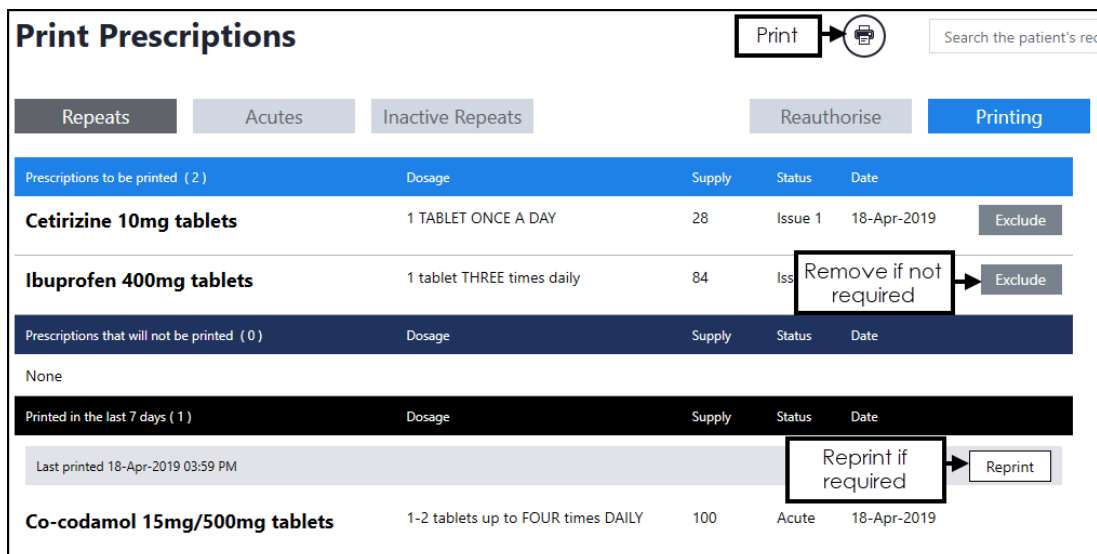 Print Prescriptions
Print
Search the patient's rec
Repeats Acutes Inactive Repeats Reauthorise Printing
Prescriptions to be printed ( 2 ) Dosage Supply Status Date
Cetirizine 10mg tablets 1 TABLET ONCE A DAY 28 Issue 1 18-Apr-2019 Exclude
Ibuprofen 400mg tablets 1 tablet THREE times daily 84 Iss Exclude
Remove if not
required
Prescriptions that will not be printed ( 0 ) Dosage Supply Status Date
None
Printed in the last 7 days ( 1 ) Dosage Supply Status Date
Last printed 18-Apr-2019 03:59 PM Reprint
Reprint if
required
Co-codamol 15mg/500mg tablets 1-2 tablets up to FOUR times DAILY 100 Acute 18-Apr-2019